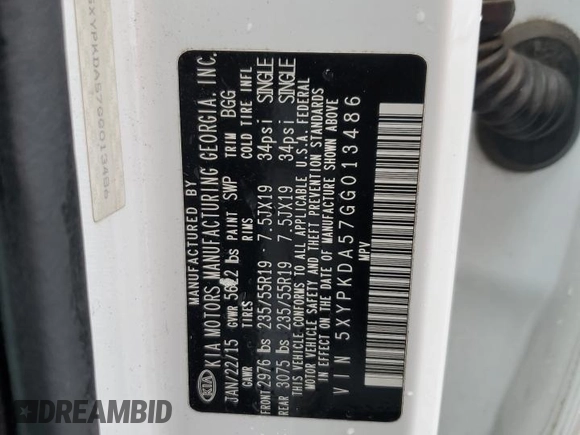 MANUFACTURED BY
KIA KIA MOTORS MANUFACTURING GEORGIA, INC.
JAN/22/15 GVWR lbs PAINT SWP TRIM BGG
GAWR TIRES RIMS COLD TIRE INFL
FRONT 2976 lbs 235/55R19 7.5JX19 34psi SINGLE
REAR 3075 lbs 235/55R19 7.5JX19 34psi SINGLE
THIS VEHICLE CONFORMS TO ALL APPLICABLE U.S.A. FEDERAL
MOTOR VEHICLE SAFETY AND THEFT PREVENTION STANDARDS
IN EFFECT ON THE DATE OF MANUFACTURE SHOWN ABOVE
VIN 5XYPKDA57GG013486
MPV
5XYPKDA57GG013486
DREAMBID